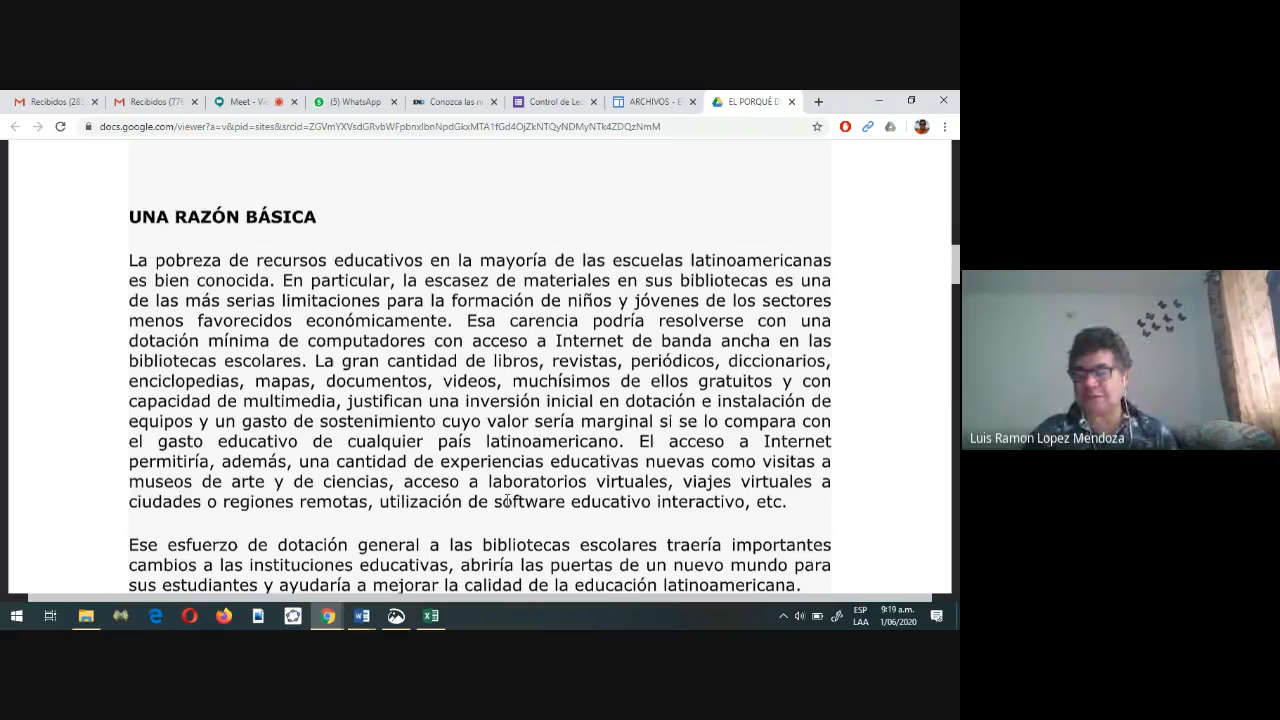 Recibidos (28
Recibidos (77
Meet - Vi
(5) WhatsApp
Conozca las n
Control de Lec
ARCHIVOS - E
EL PORQUÉ D
UNA RAZÓN BÁSICA
La pobreza de recursos educativos en la mayoría de las escuelas latinoamericanas
es bien conocida. En particular, la escasez de materiales en sus bibliotecas es una
de las más serias limitaciones para la formación de niños y jóvenes de los sectores
menos favorecidos económicamente. Esa carencia podría resolverse con una
dotación mínima de computadores con acceso a Internet de banda ancha en las
bibliotecas escolares. La gran cantidad de libros, revistas, periódicos, diccionarios,
enciclopedias, mapas, documentos, videos, muchísimos de ellos gratuitos y con
capacidad de multimedia, justifican una inversión inicial en dotación e instalación de
equipos y un gasto de sostenimiento cuyo valor sería marginal si se lo compara con
el gasto educativo de cualquier país latinoamericano. El acceso a Internet
permitiría, además, una cantidad de experiencias educativas nuevas como visitas a
museos de arte y de ciencias, acceso a laboratorios virtuales, viajes virtuales a
ciudades o regiones remotas, utilización de software educativo interactivo, etc.
Ese esfuerzo de dotación general a las bibliotecas escolares traería importantes
cambios a las instituciones educativas, abriría las puertas de un nuevo mundo para
sus estudiantes y ayudaría a mejorar la calidad de la educación latinoamericana.
Luis Ramon Lopez Mendoza
ESP
LAA
9:19 a.m.
1/06/2020